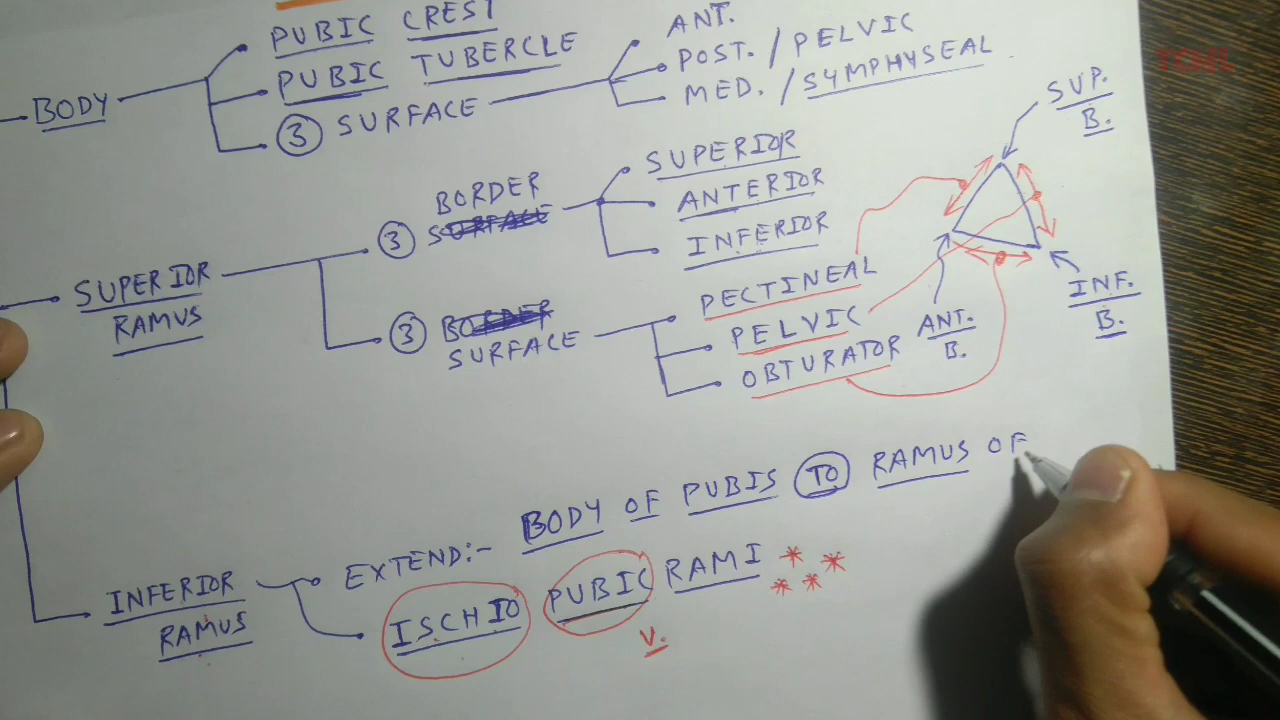 PUBIC CREST
PUBIC TUBERCLE
③ SURFACE
BODY
ANT.
POST. / PELVIC
MED. / SYMPHYSEAL
SUP.
B.
③ BORDER
SURFACE
SUPERIOR
ANTERIOR
INFERIOR
SUPERIOR
RAMUS
③ BORDER
SURFACE
PECTINEAL
PELVIC
OBTURATOR
ANT.
B.
INF.
B.
INFERIOR
RAMUS
EXTEND:- BODY OF PUBIS TO RAMUS OF
ISCHIO PUBIC RAMI *****
V.